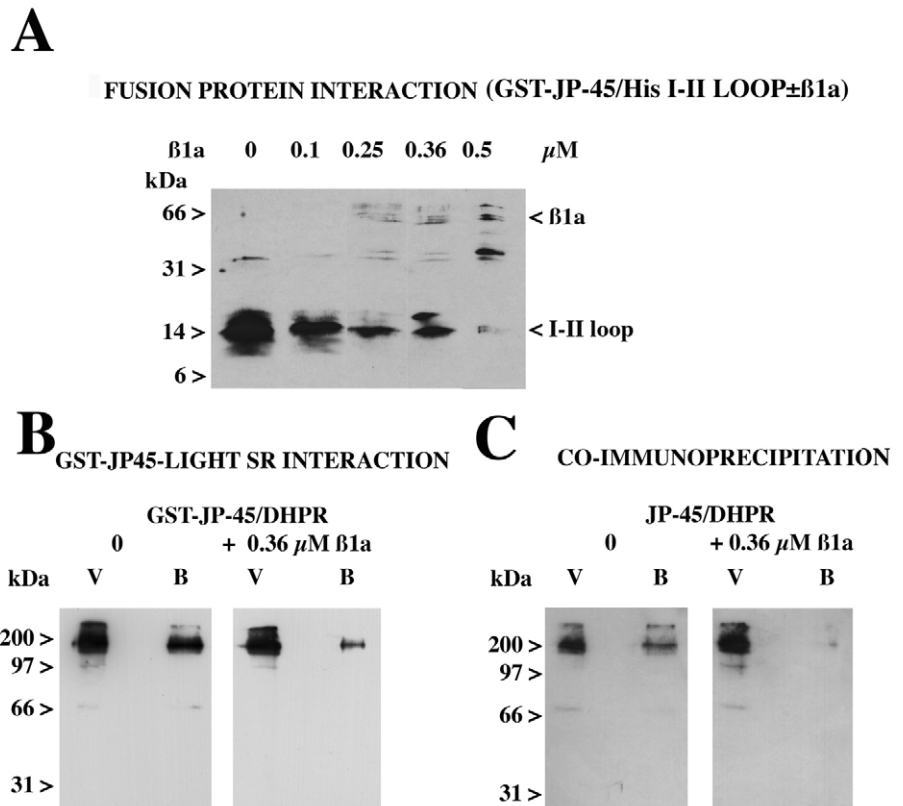 A
FUSION PROTEIN INTERACTION (GST-JP-45/His I-II LOOP±ß1a)
ß1a 0 0.1 0.25 0.36 0.5 µM
kDa
66 >
< ß1a
31 >
14 >
< I-II loop
6 >
B
GST-JP45-LIGHT SR INTERACTION
GST-JP-45/DHPR
0 + 0.36 µM ß1a
kDa V B V B
200 >
97 >
66 >
31 >
C
CO-IMMUNOPRECIPITATION
JP-45/DHPR
0 + 0.36 µM ß1a
kDa V B V B
200 >
97 >
66 >
31 >